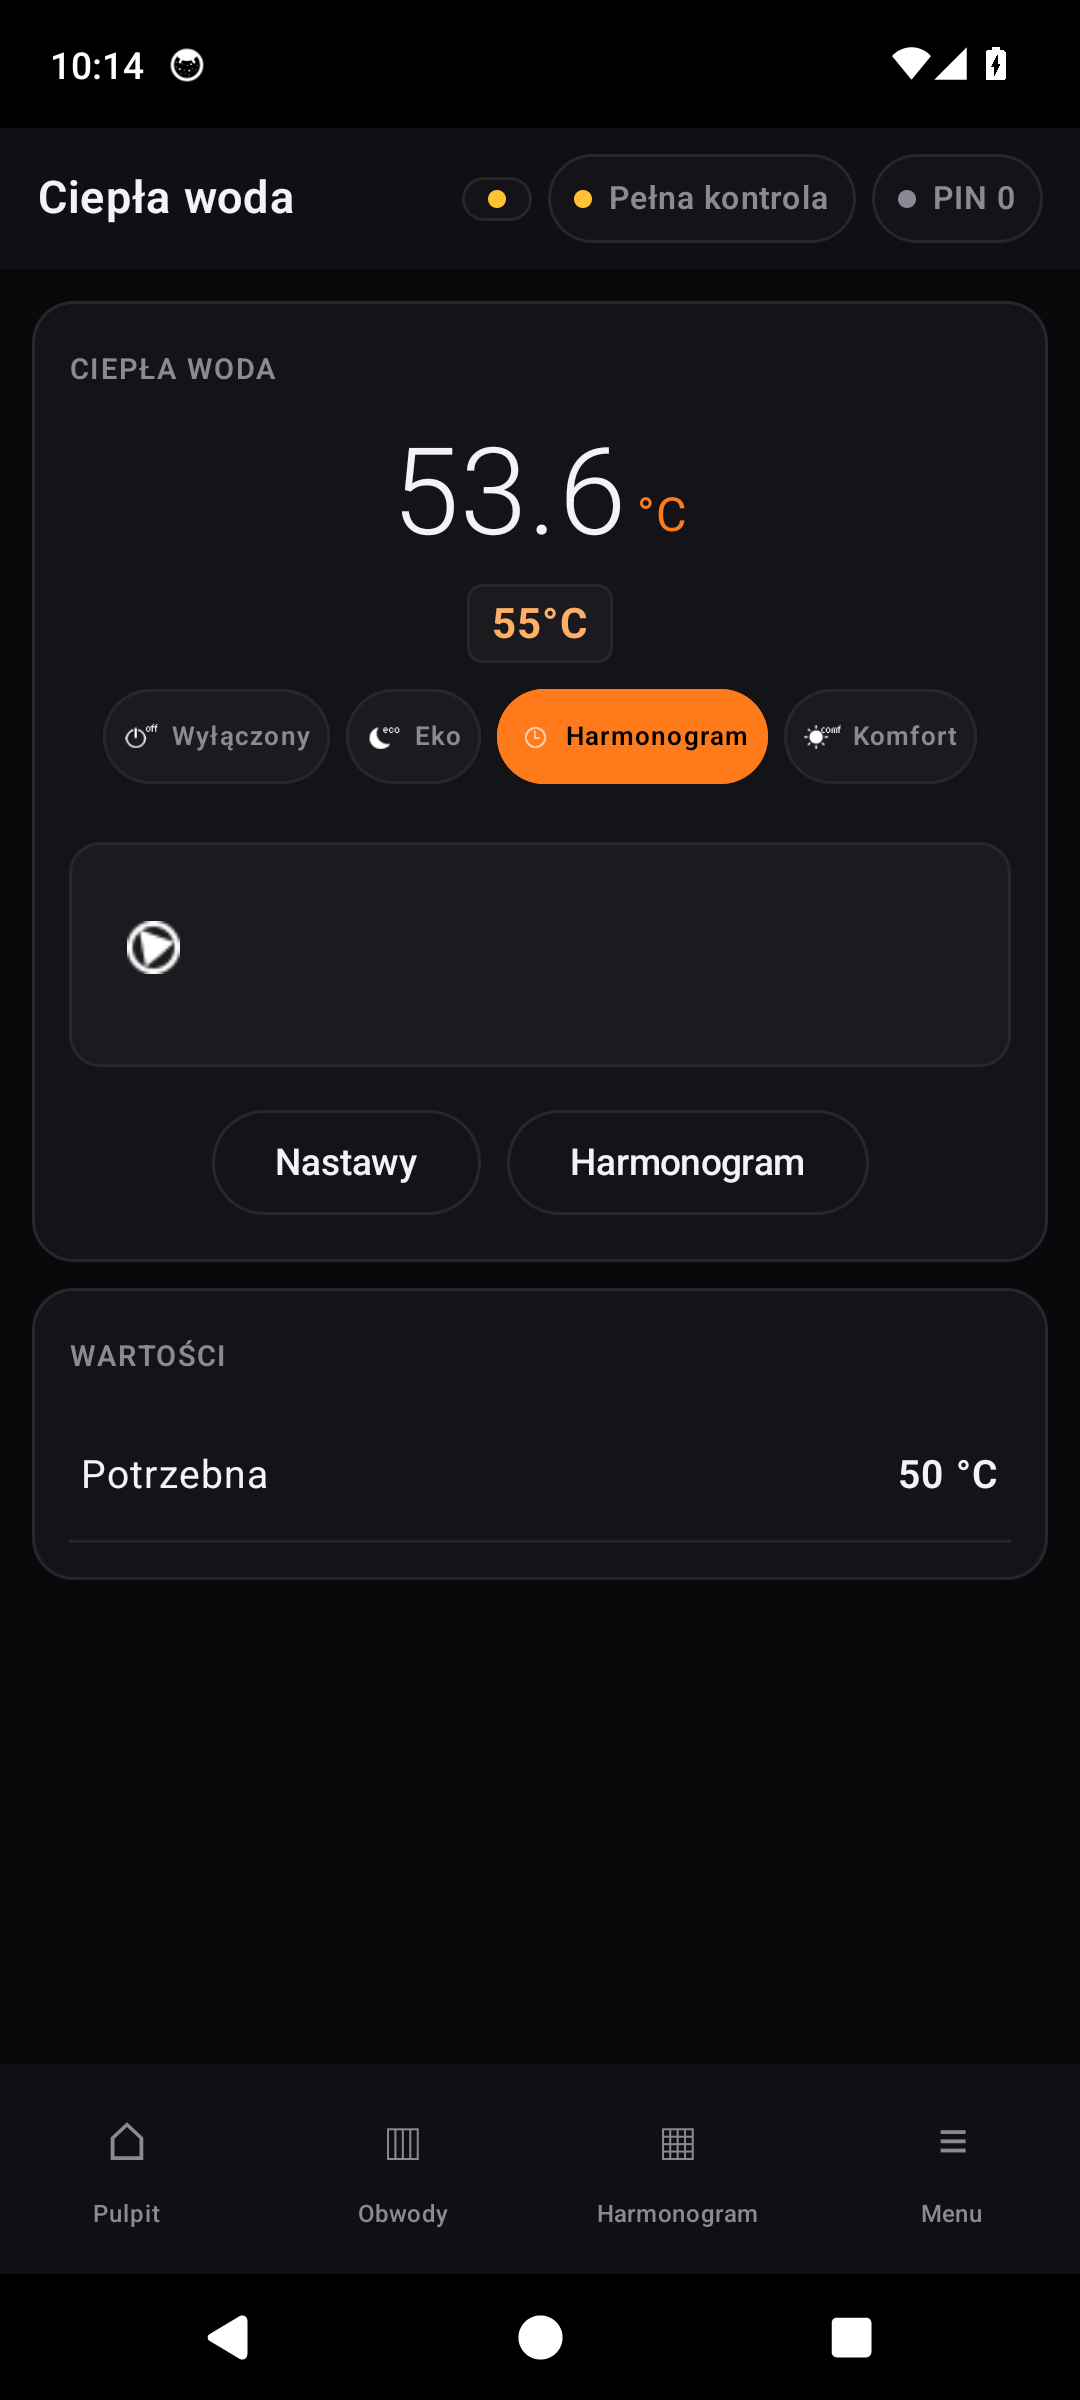 10:14
Ciepła woda
Pełna kontrola
PIN 0
CIEPŁA WODA
53.6 °C
55°C
off Wyłączony
eco Eko
Harmonogram
comf Komfort
Nastawy
Harmonogram
WARTOŚCI
Potrzebna
50 °C
Pulpit
Obwody
Harmonogram
Menu